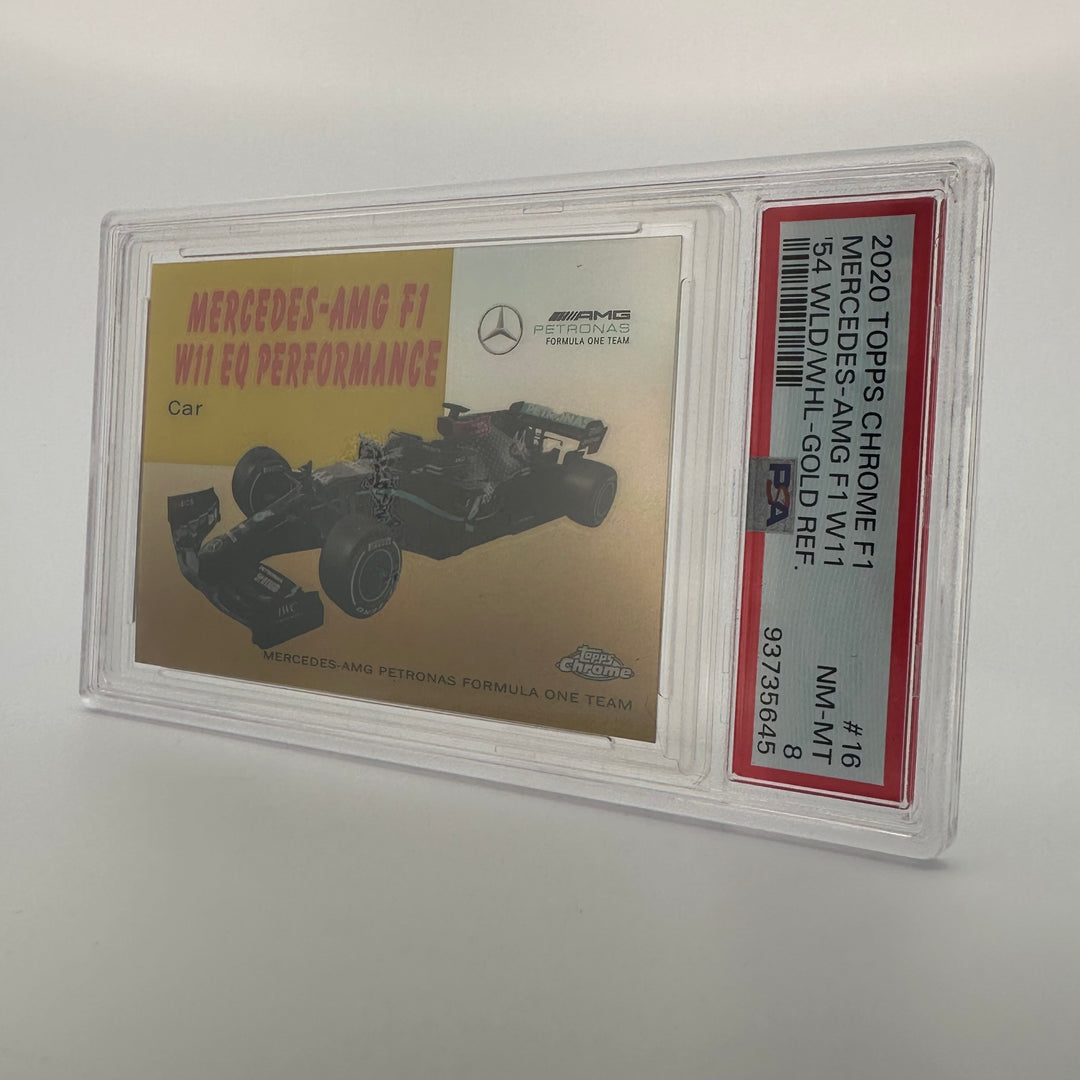 MERCEDES-AMG F1
W11 EQ PERFORMANCE
Car
AMG
PETRONAS
FORMULA ONE TEAM
PETRONAS
IWC
MERCEDES-AMG PETRONAS FORMULA ONE TEAM
Topps
Chrome
2020 TOPPS CHROME F1 #16
MERCEDES-AMG F1 W11 NM-MT
'54 WLD/WHL-GOLD REF. 8
93735645
PSA